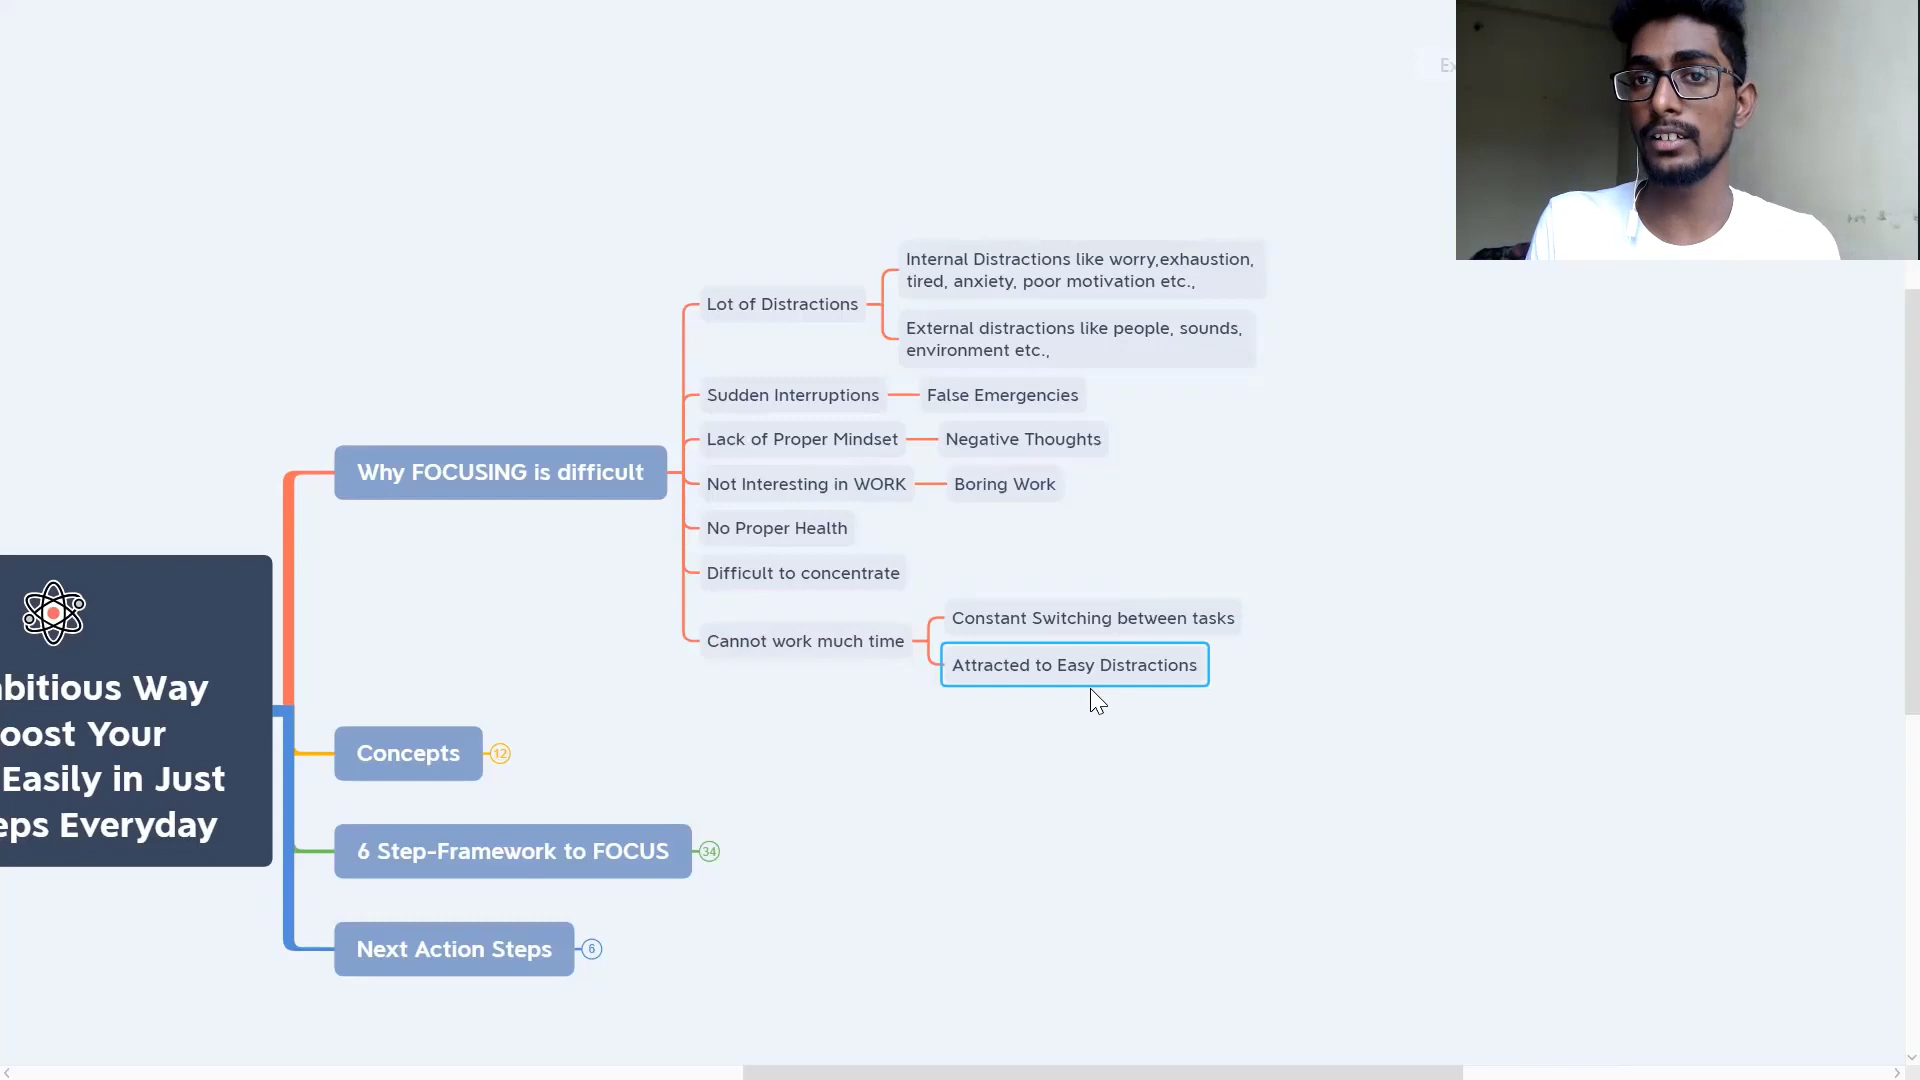 Why FOCUSING is difficult
Lot of Distractions
Internal Distractions like worry,exhaustion,
tired, anxiety, poor motivation etc.,
External distractions like people, sounds,
environment etc.,
Sudden Interruptions
False Emergencies
Lack of Proper Mindset
Negative Thoughts
Not Interesting in WORK
Boring Work
No Proper Health
Difficult to concentrate
Cannot work much time
Constant Switching between tasks
Attracted to Easy Distractions
bitious Way
oost Your
Easily in Just
eps Everyday
Concepts
12
6 Step-Framework to FOCUS
34
Next Action Steps
6